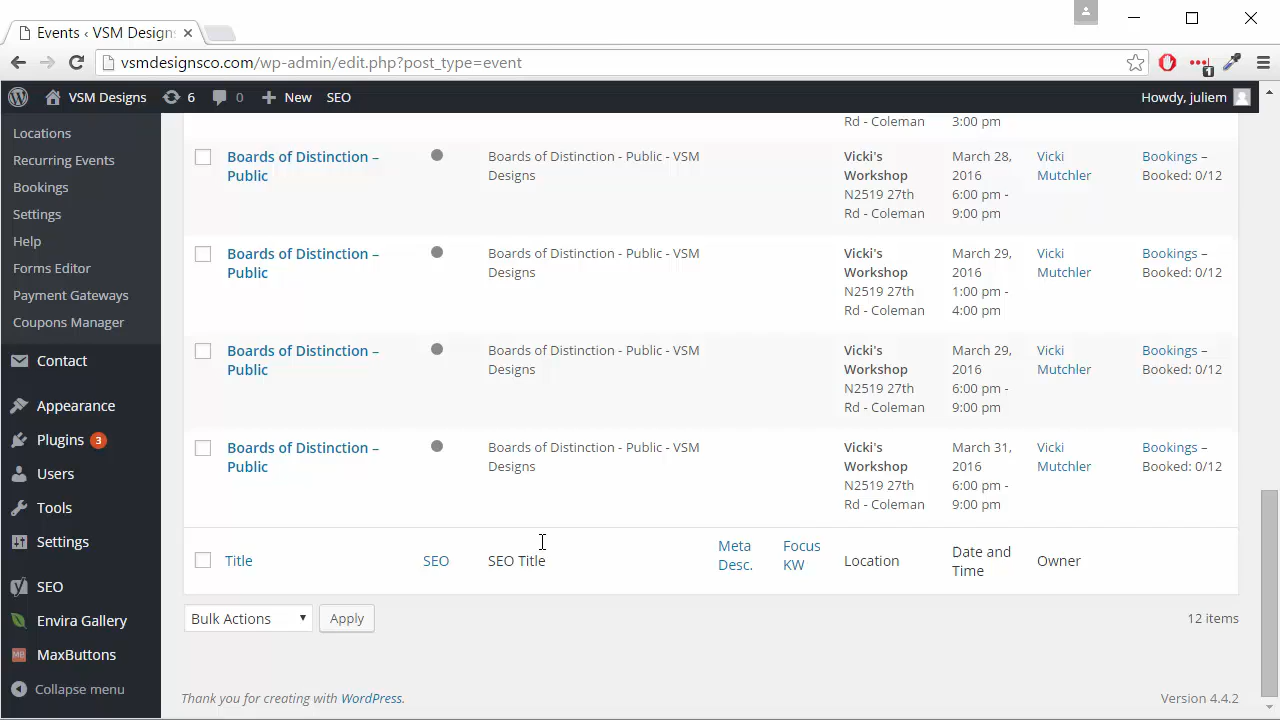 Events ‹ VSM Designs
vsmdesignsco.com/wp-admin/edit.php?post_type=event
VSM Designs 6 0 New SEO Howdy, juliem
Locations
Recurring Events
Bookings
Settings
Help
Forms Editor
Payment Gateways
Coupons Manager
Contact
Appearance
Plugins 3
Users
Tools
Settings
SEO
Envira Gallery
MaxButtons
Collapse menu
Rd - Coleman 3:00 pm
Boards of Distinction – Boards of Distinction - Public - VSM Vicki's March 28, Vicki Bookings –
Public Designs Workshop 2016 Mutchler Booked: 0/12
N2519 27th 6:00 pm -
Rd - Coleman 9:00 pm
Boards of Distinction – Boards of Distinction - Public - VSM Vicki's March 29, Vicki Bookings –
Public Designs Workshop 2016 Mutchler Booked: 0/12
N2519 27th 1:00 pm -
Rd - Coleman 4:00 pm
Boards of Distinction – Boards of Distinction - Public - VSM Vicki's March 29, Vicki Bookings –
Public Designs Workshop 2016 Mutchler Booked: 0/12
N2519 27th 6:00 pm -
Rd - Coleman 9:00 pm
Boards of Distinction – Boards of Distinction - Public - VSM Vicki's March 31, Vicki Bookings –
Public Designs Workshop 2016 Mutchler Booked: 0/12
N2519 27th 6:00 pm -
Rd - Coleman 9:00 pm
Title SEO SEO Title Meta Desc. Focus KW Location Date and Time Owner
Bulk Actions Apply 12 items
Thank you for creating with WordPress. Version 4.4.2